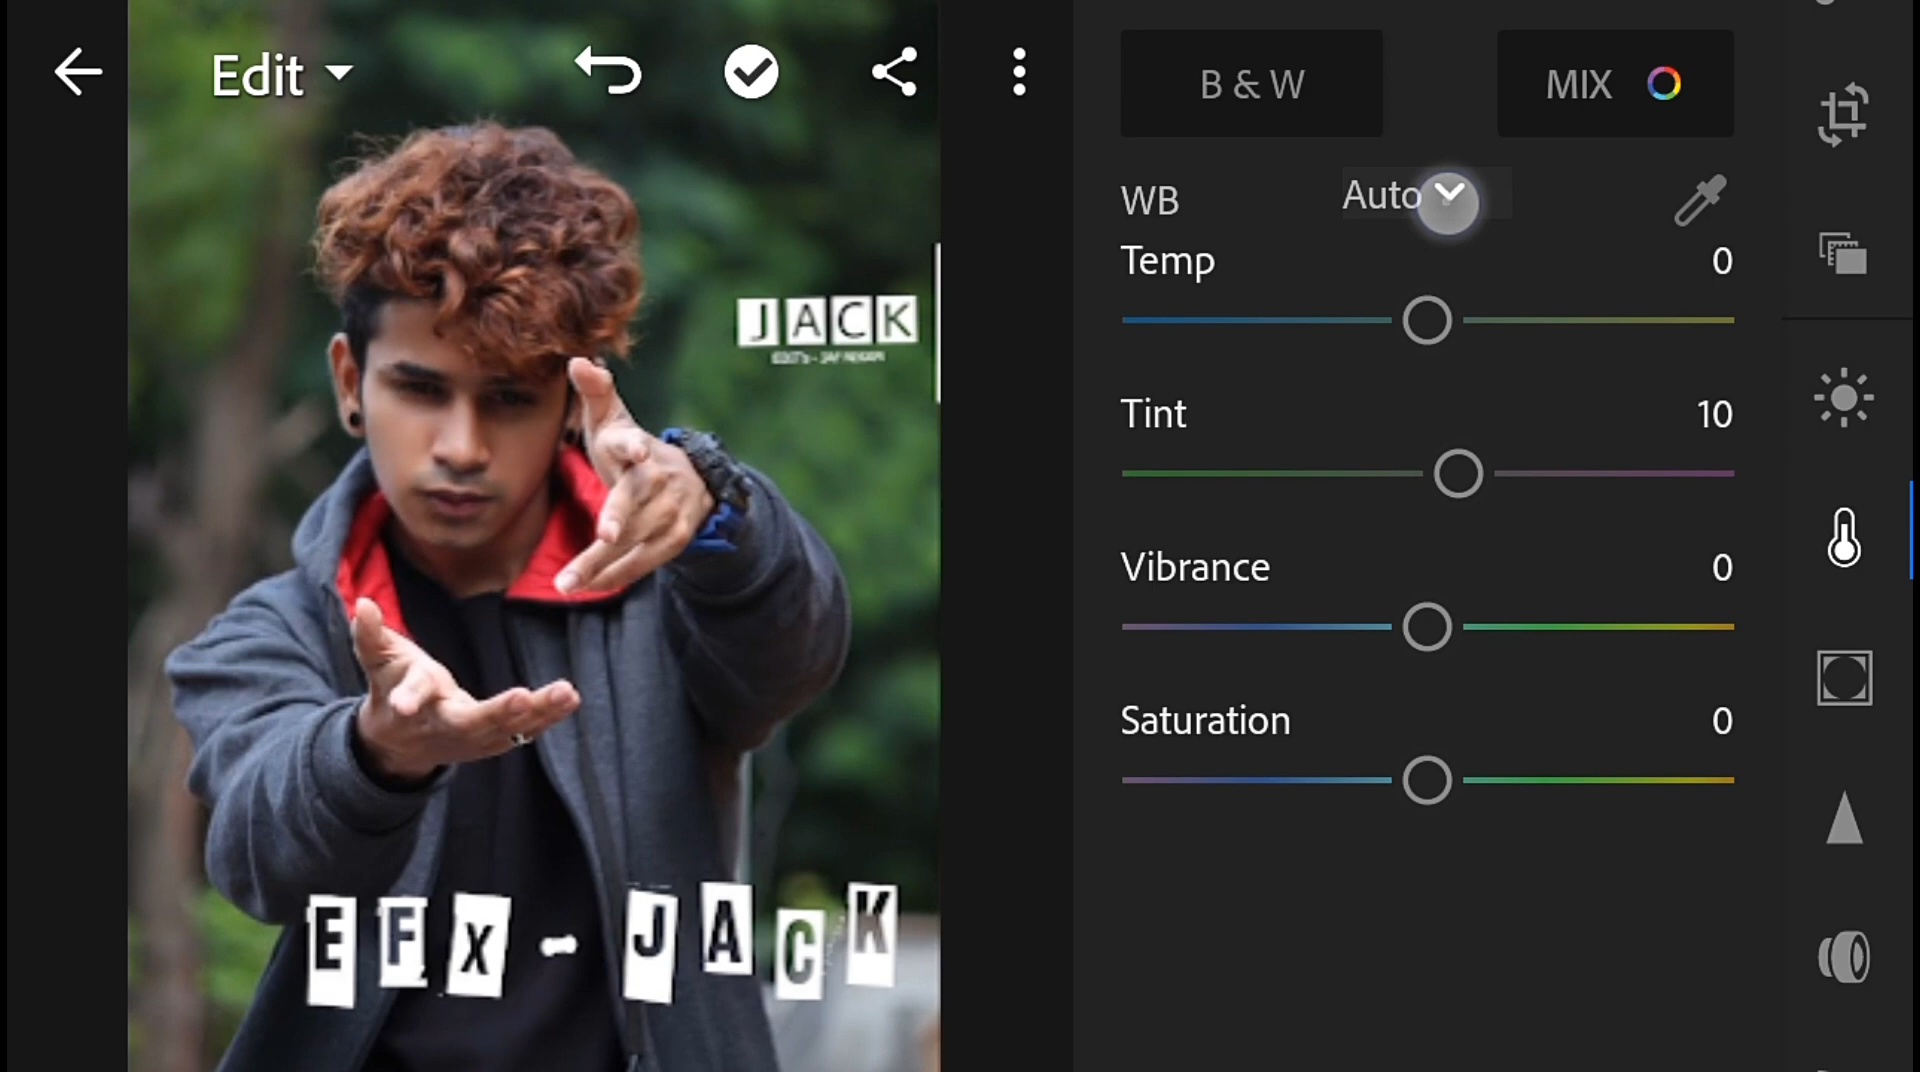 Edit
B & W
MIX
WB
Auto
Temp
0
Tint
10
Vibrance
0
Saturation
0
JACK
EFX - JACK